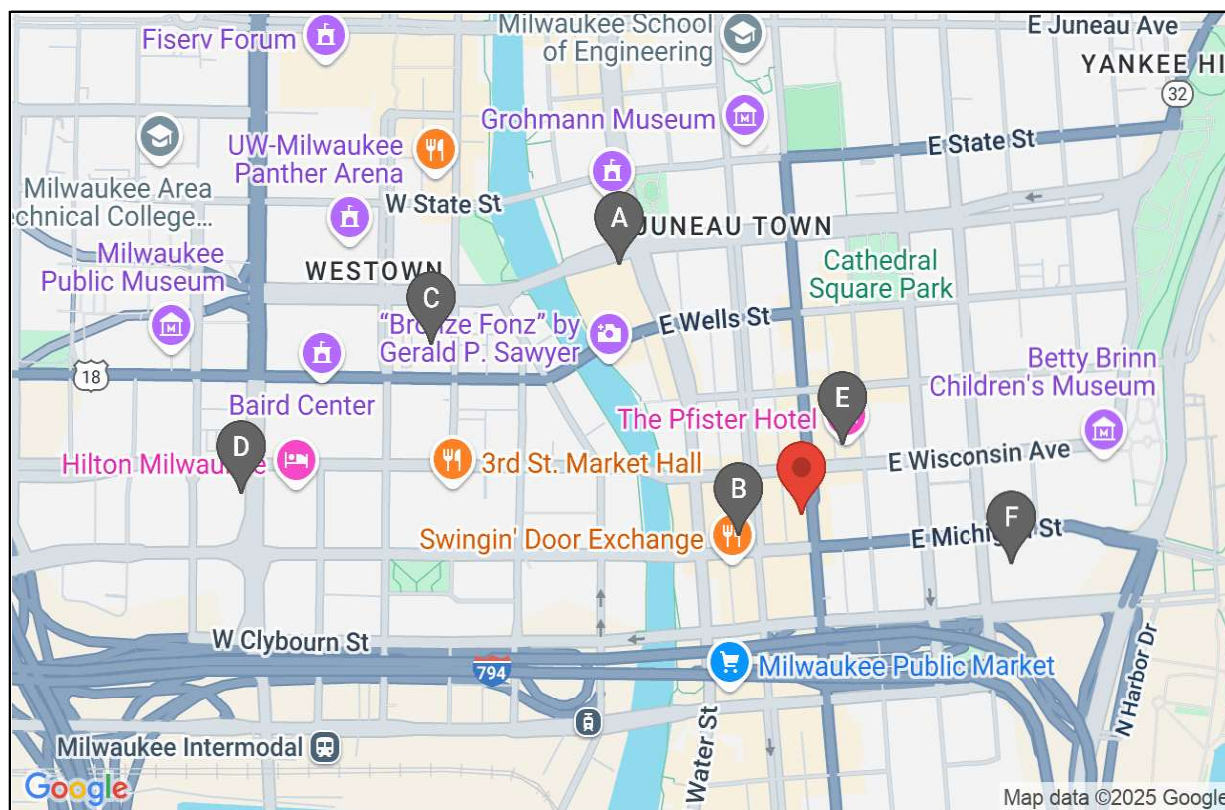 Milwaukee School
of Engineering
E Juneau Ave
Fiserv Forum
YANKEE HI
32
Grohmann Museum
UW-Milwaukee
Panther Arena
E State St
Milwaukee Area
echnical College...
W State St
A
JUNEAU TOWN
Milwaukee
Public Museum
WESTOWN
Cathedral
Square Park
C
"Bronze Fonz" by
Gerald P. Sawyer
E Wells St
18
Betty Brinn
Children's Museum
Baird Center
The Pfister Hotel
E
D
Hilton Milwaukee
3rd St. Market Hall
E Wisconsin Ave
B
F
Swingin' Door Exchange
E Michigan St
W Clybourn St
794
Milwaukee Public Market
N Harbor Dr
Water St
Milwaukee Intermodal
Google
Map data ©2025 Google